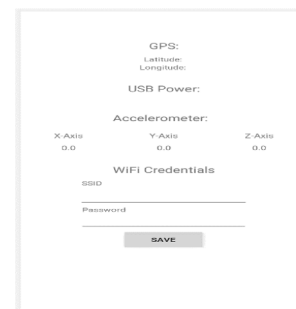 GPS:
Latitude:
Longitude:
USB Power:
Accelerometer:
X-Axis Y-Axis Z-Axis
0.0 0.0 0.0
WiFi Credentials
SSID
Password
SAVE